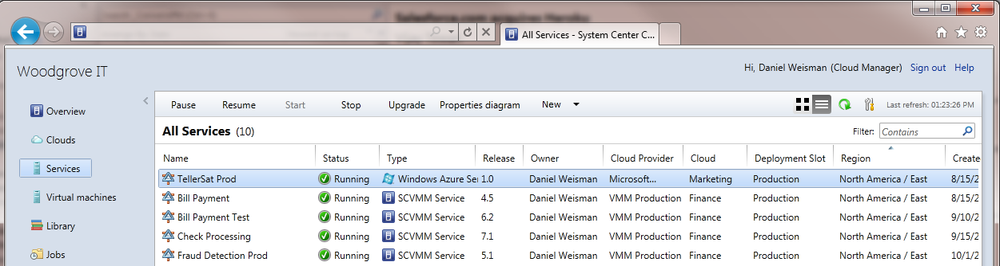 Salesforce.com acquires Heroku
All Services - System Center C...
Woodgrove IT
Hi, Daniel Weisman (Cloud Manager) Sign out Help
Overview
Clouds
Services
Virtual machines
Library
Jobs
Pause Resume Start Stop Upgrade Properties diagram New Last refresh: 01:23:26 PM
All Services (10) Filter: Contains
Name Status Type Release Owner Cloud Provider Cloud Deployment Slot Region Create
TellerSat Prod Running Windows Azure Se 1.0 Daniel Weisman Microsoft... Marketing Production North America / East 8/15/2
Bill Payment Running SCVMM Service 4.5 Daniel Weisman VMM Production Finance Production North America / East 8/15/2
Bill Payment Test Running SCVMM Service 6.2 Daniel Weisman VMM Production Finance Production North America / East 9/10/2
Check Processing Running SCVMM Service 7.1 Daniel Weisman VMM Production Finance Production North America / East 9/15/2
Fraud Detection Prod Running SCVMM Service 5.1 Daniel Weisman VMM Production Finance Production North America / East 10/1/2